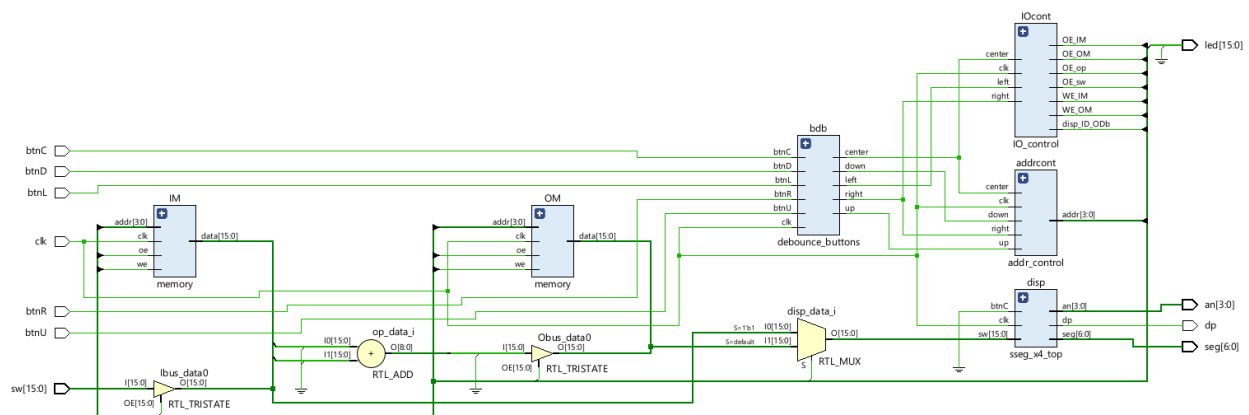 IOcont
center
clk
left
right
OE_IM
OE_OM
OE_op
OE_sw
WE_IM
WE_OM
disp_ID_ODb
IO_control
led[15:0]
bdb
btnC
btnD
btnL
btnR
btnU
clk
center
down
left
right
up
debounce_buttons
addrcont
center
clk
down
right
up
addr[3:0]
addr_control
btnC
btnD
btnL
clk
btnR
btnU
sw[15:0]
IM
addr[3:0]
clk
oe
we
data[15:0]
memory
OM
addr[3:0]
clk
oe
we
data[15:0]
memory
op_data_i
I0[15:0]
I1[15:0]
+
O[8:0]
RTL_ADD
Ibus_data0
I[15:0]
O[15:0]
OE[15:0]
RTL_TRISTATE
Obus_data0
I[15:0]
O[15:0]
OE[15:0]
RTL_TRISTATE
disp_data_i
S=1'b1
I0[15:0]
S=default
I1[15:0]
O[15:0]
S
RTL_MUX
disp
btnC
clk
sw[15:0]
an[3:0]
dp
seg[6:0]
sseg_x4_top
an[3:0]
dp
seg[6:0]